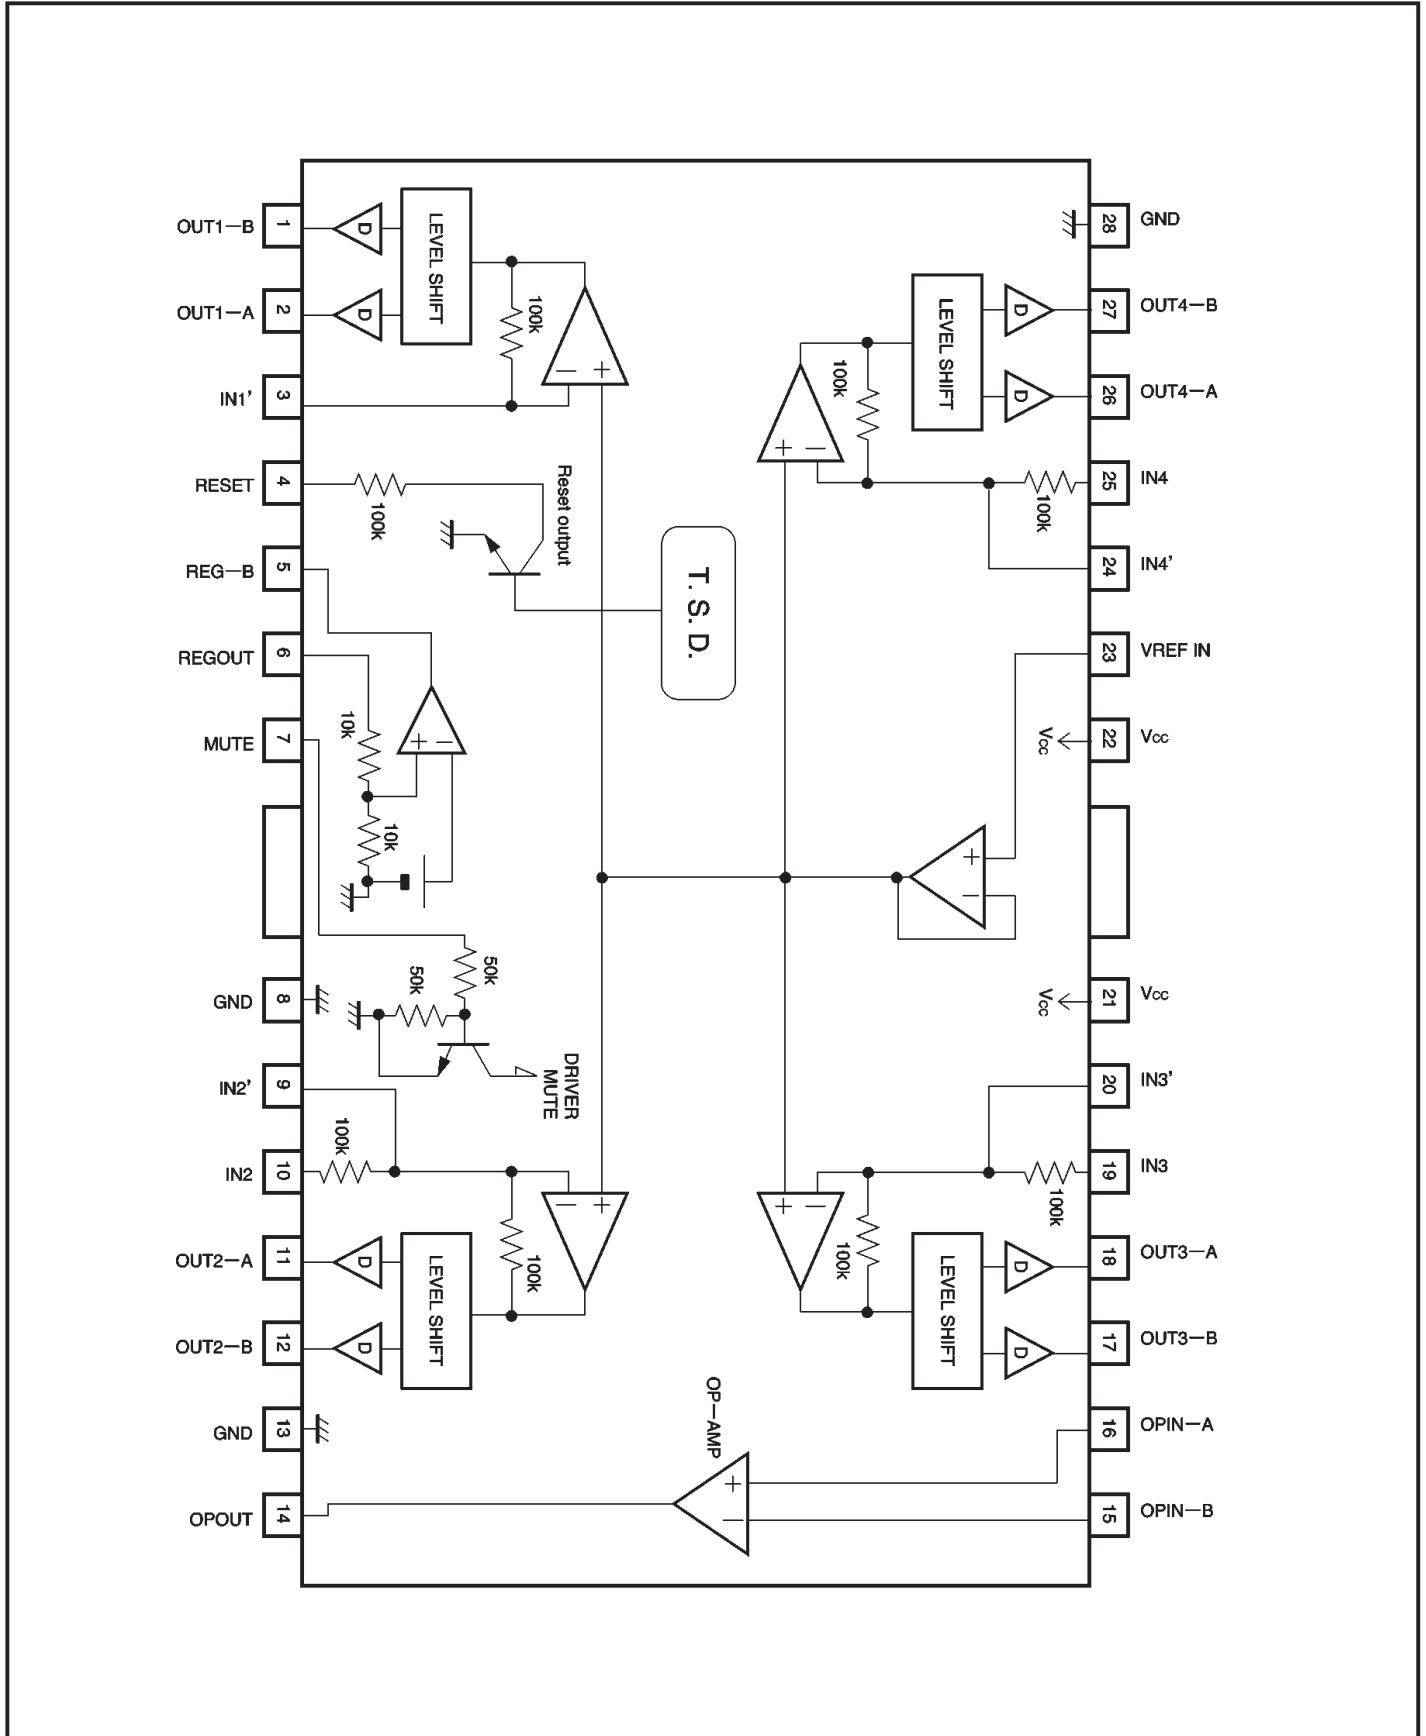 OUT1−B
1
D
OUT1−A
2
D
LEVEL SHIFT
100k
− +
IN1’
3
RESET
4
100k
Reset output
REG−B
5
T. S. D.
REGOUT
6
10k
+ −
10k
MUTE
7
50k
50k
DRIVER
MUTE
GND
8
IN2’
9
100k
IN2
10
− +
100k
OUT2−A
11
D
LEVEL SHIFT
OUT2−B
12
D
GND
13
OPOUT
14
OP−AMP
+
−
28
GND
D
27
OUT4−B
LEVEL SHIFT
D
26
OUT4−A
100k
+ −
25
IN4
100k
24
IN4’
23
VREF IN
Vcc
22
Vcc
+
−
Vcc
21
Vcc
20
IN3’
19
IN3
100k
+ −
100k
LEVEL SHIFT
D
18
OUT3−A
D
17
OUT3−B
16
OPIN−A
15
OPIN−B